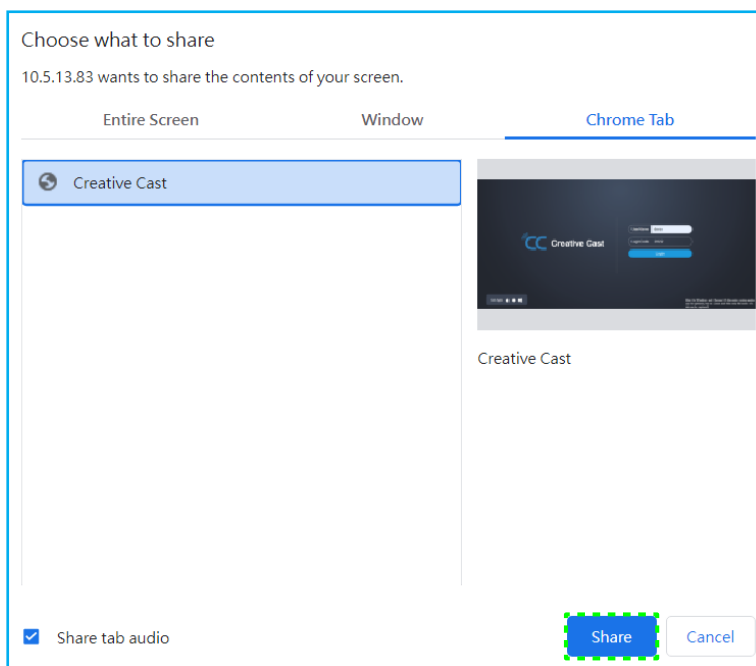 Choose what to share
10.5.13.83 wants to share the contents of your screen.
Entire Screen
Window
Chrome Tab
Creative Cast
CC Creative Cast
Creative Cast
Share tab audio
Share
Cancel